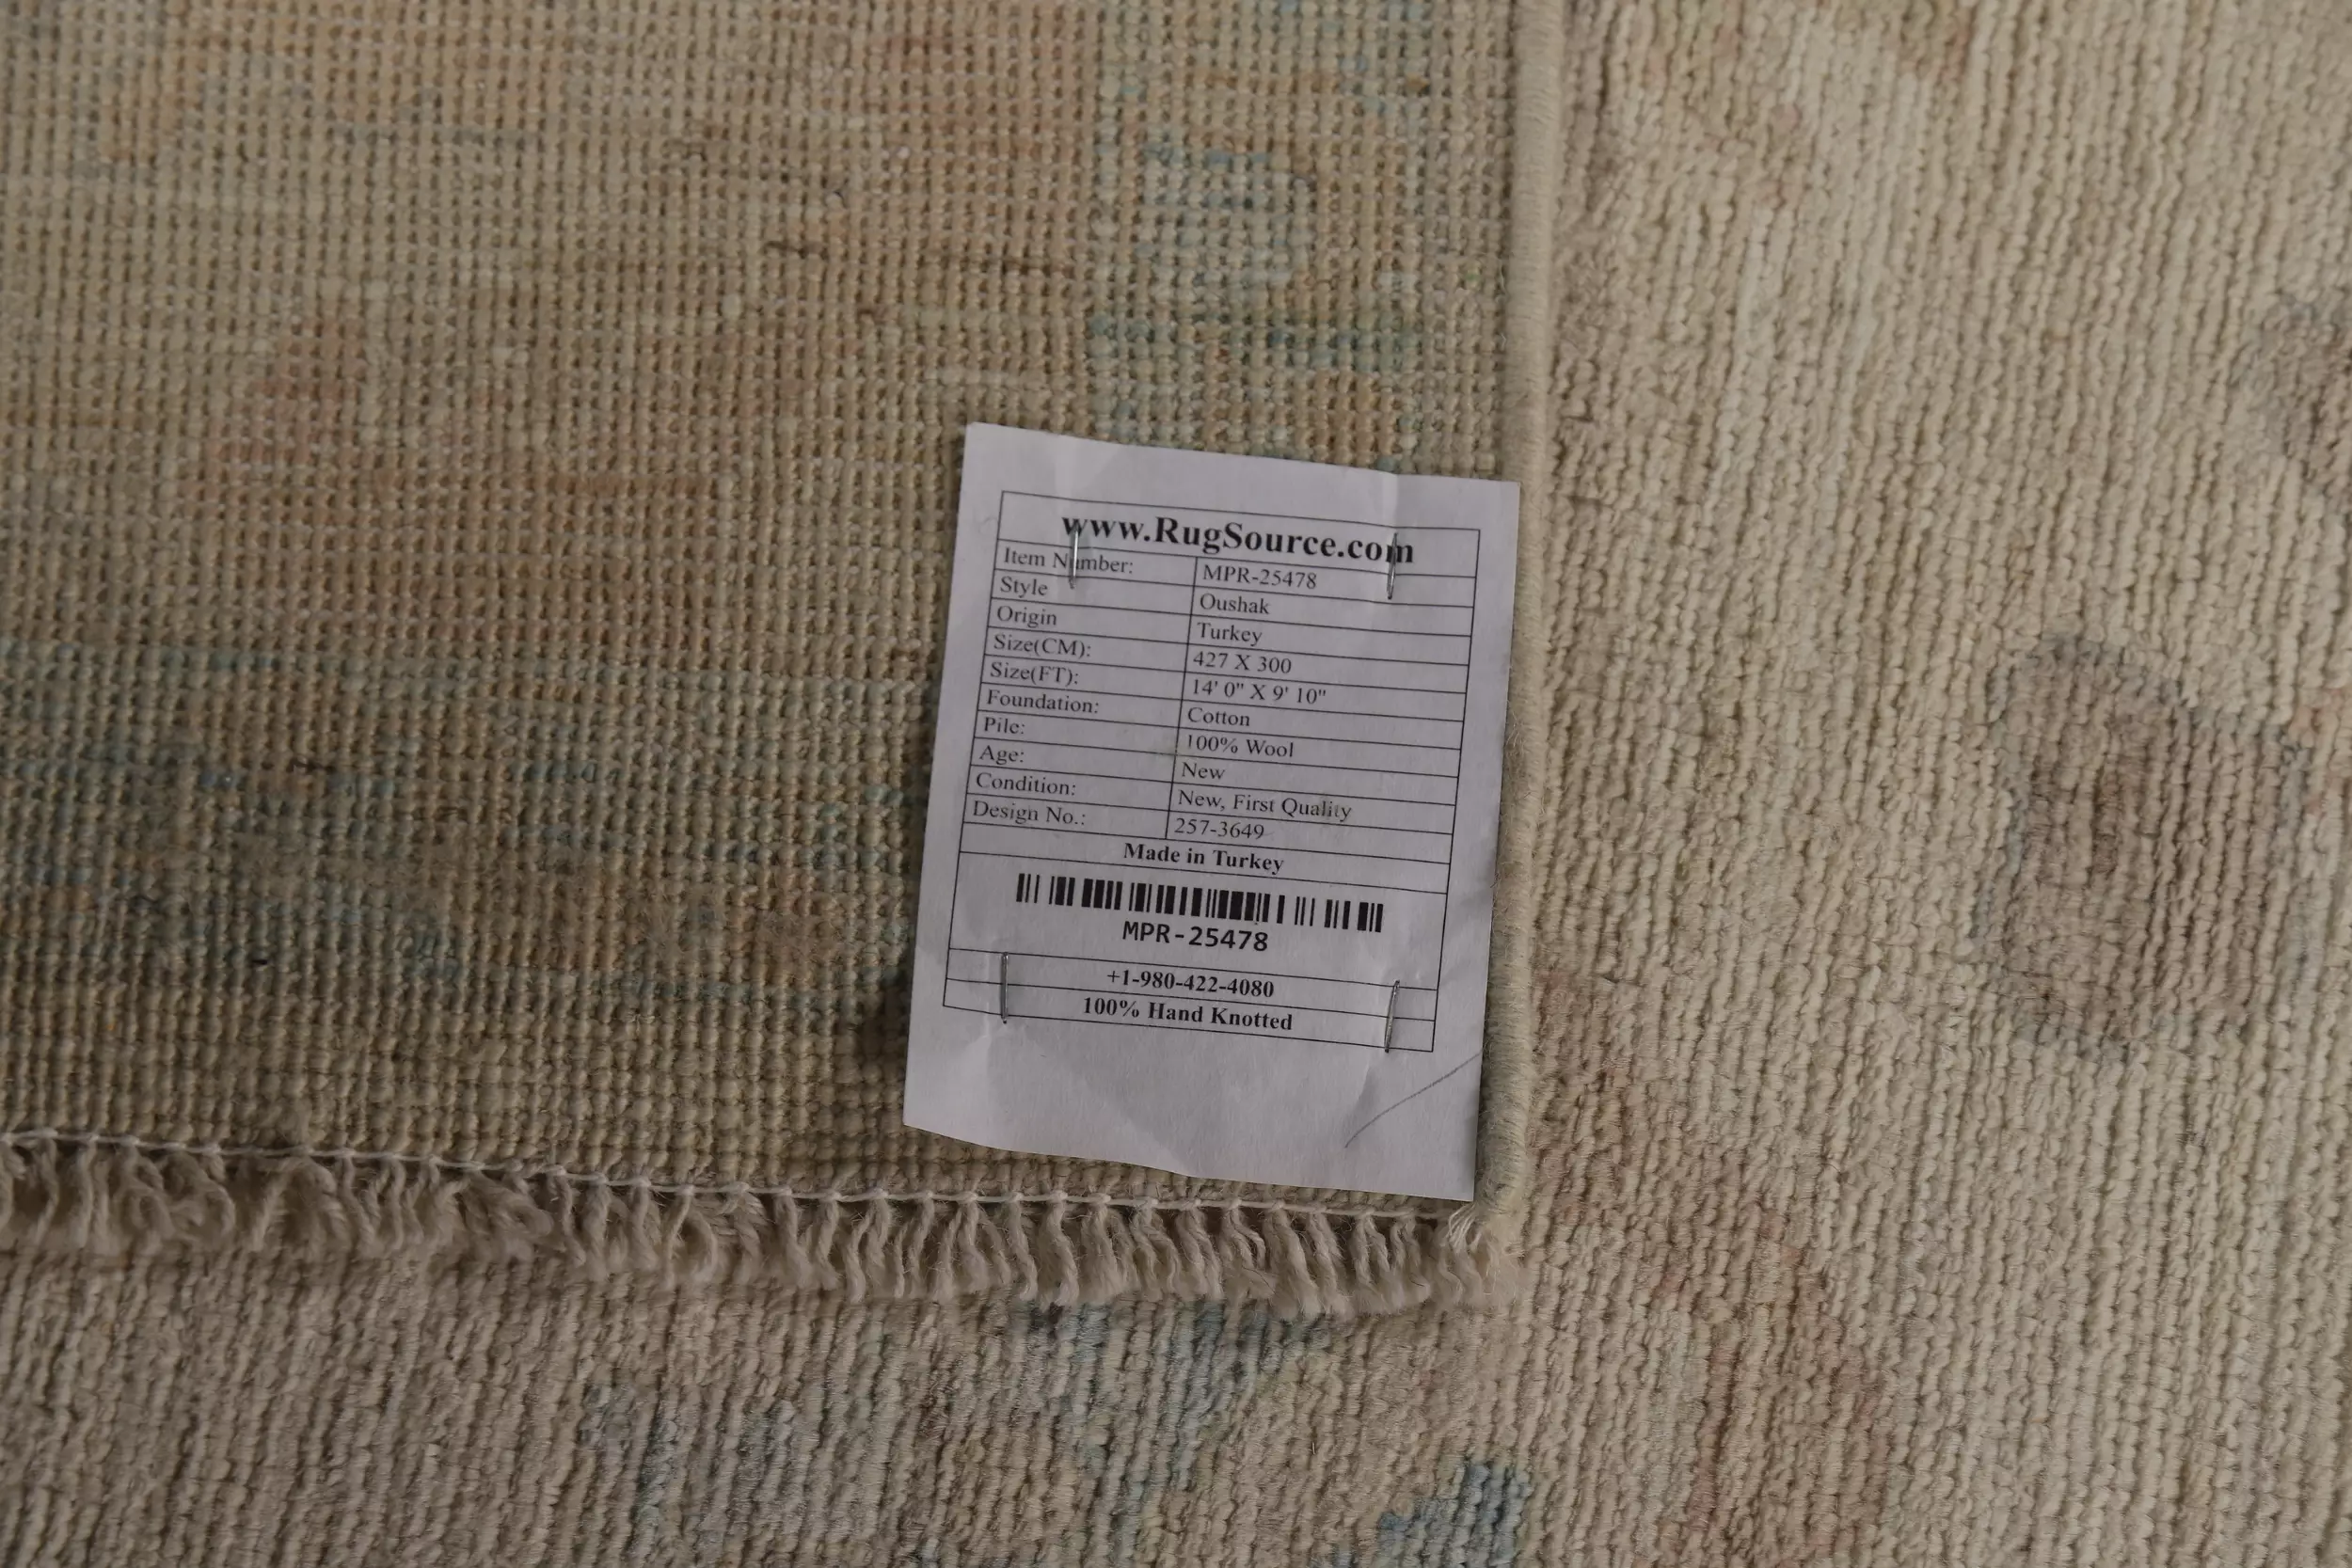 www.RugSource.com
Item Number: MPR-25478
Style Oushak
Origin Turkey
Size(CM): 427 X 300
Size(FT): 14' 0" X 9' 10"
Foundation: Cotton
Pile: 100% Wool
Age: New
Condition: New, First Quality
Design No.: 257-3649
Made in Turkey
MPR-25478
+1-980-422-4080
100% Hand Knotted